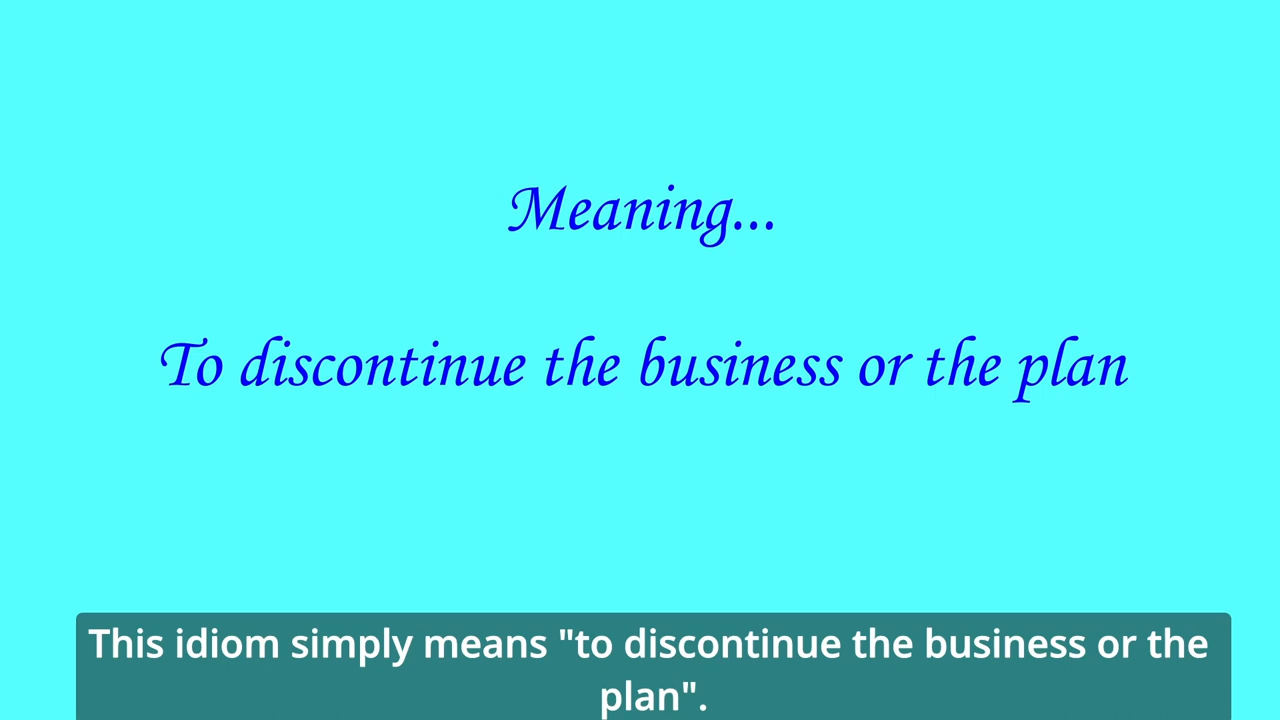 Meaning...
To discontinue the business or the plan
This idiom simply means "to discontinue the business or the
plan".